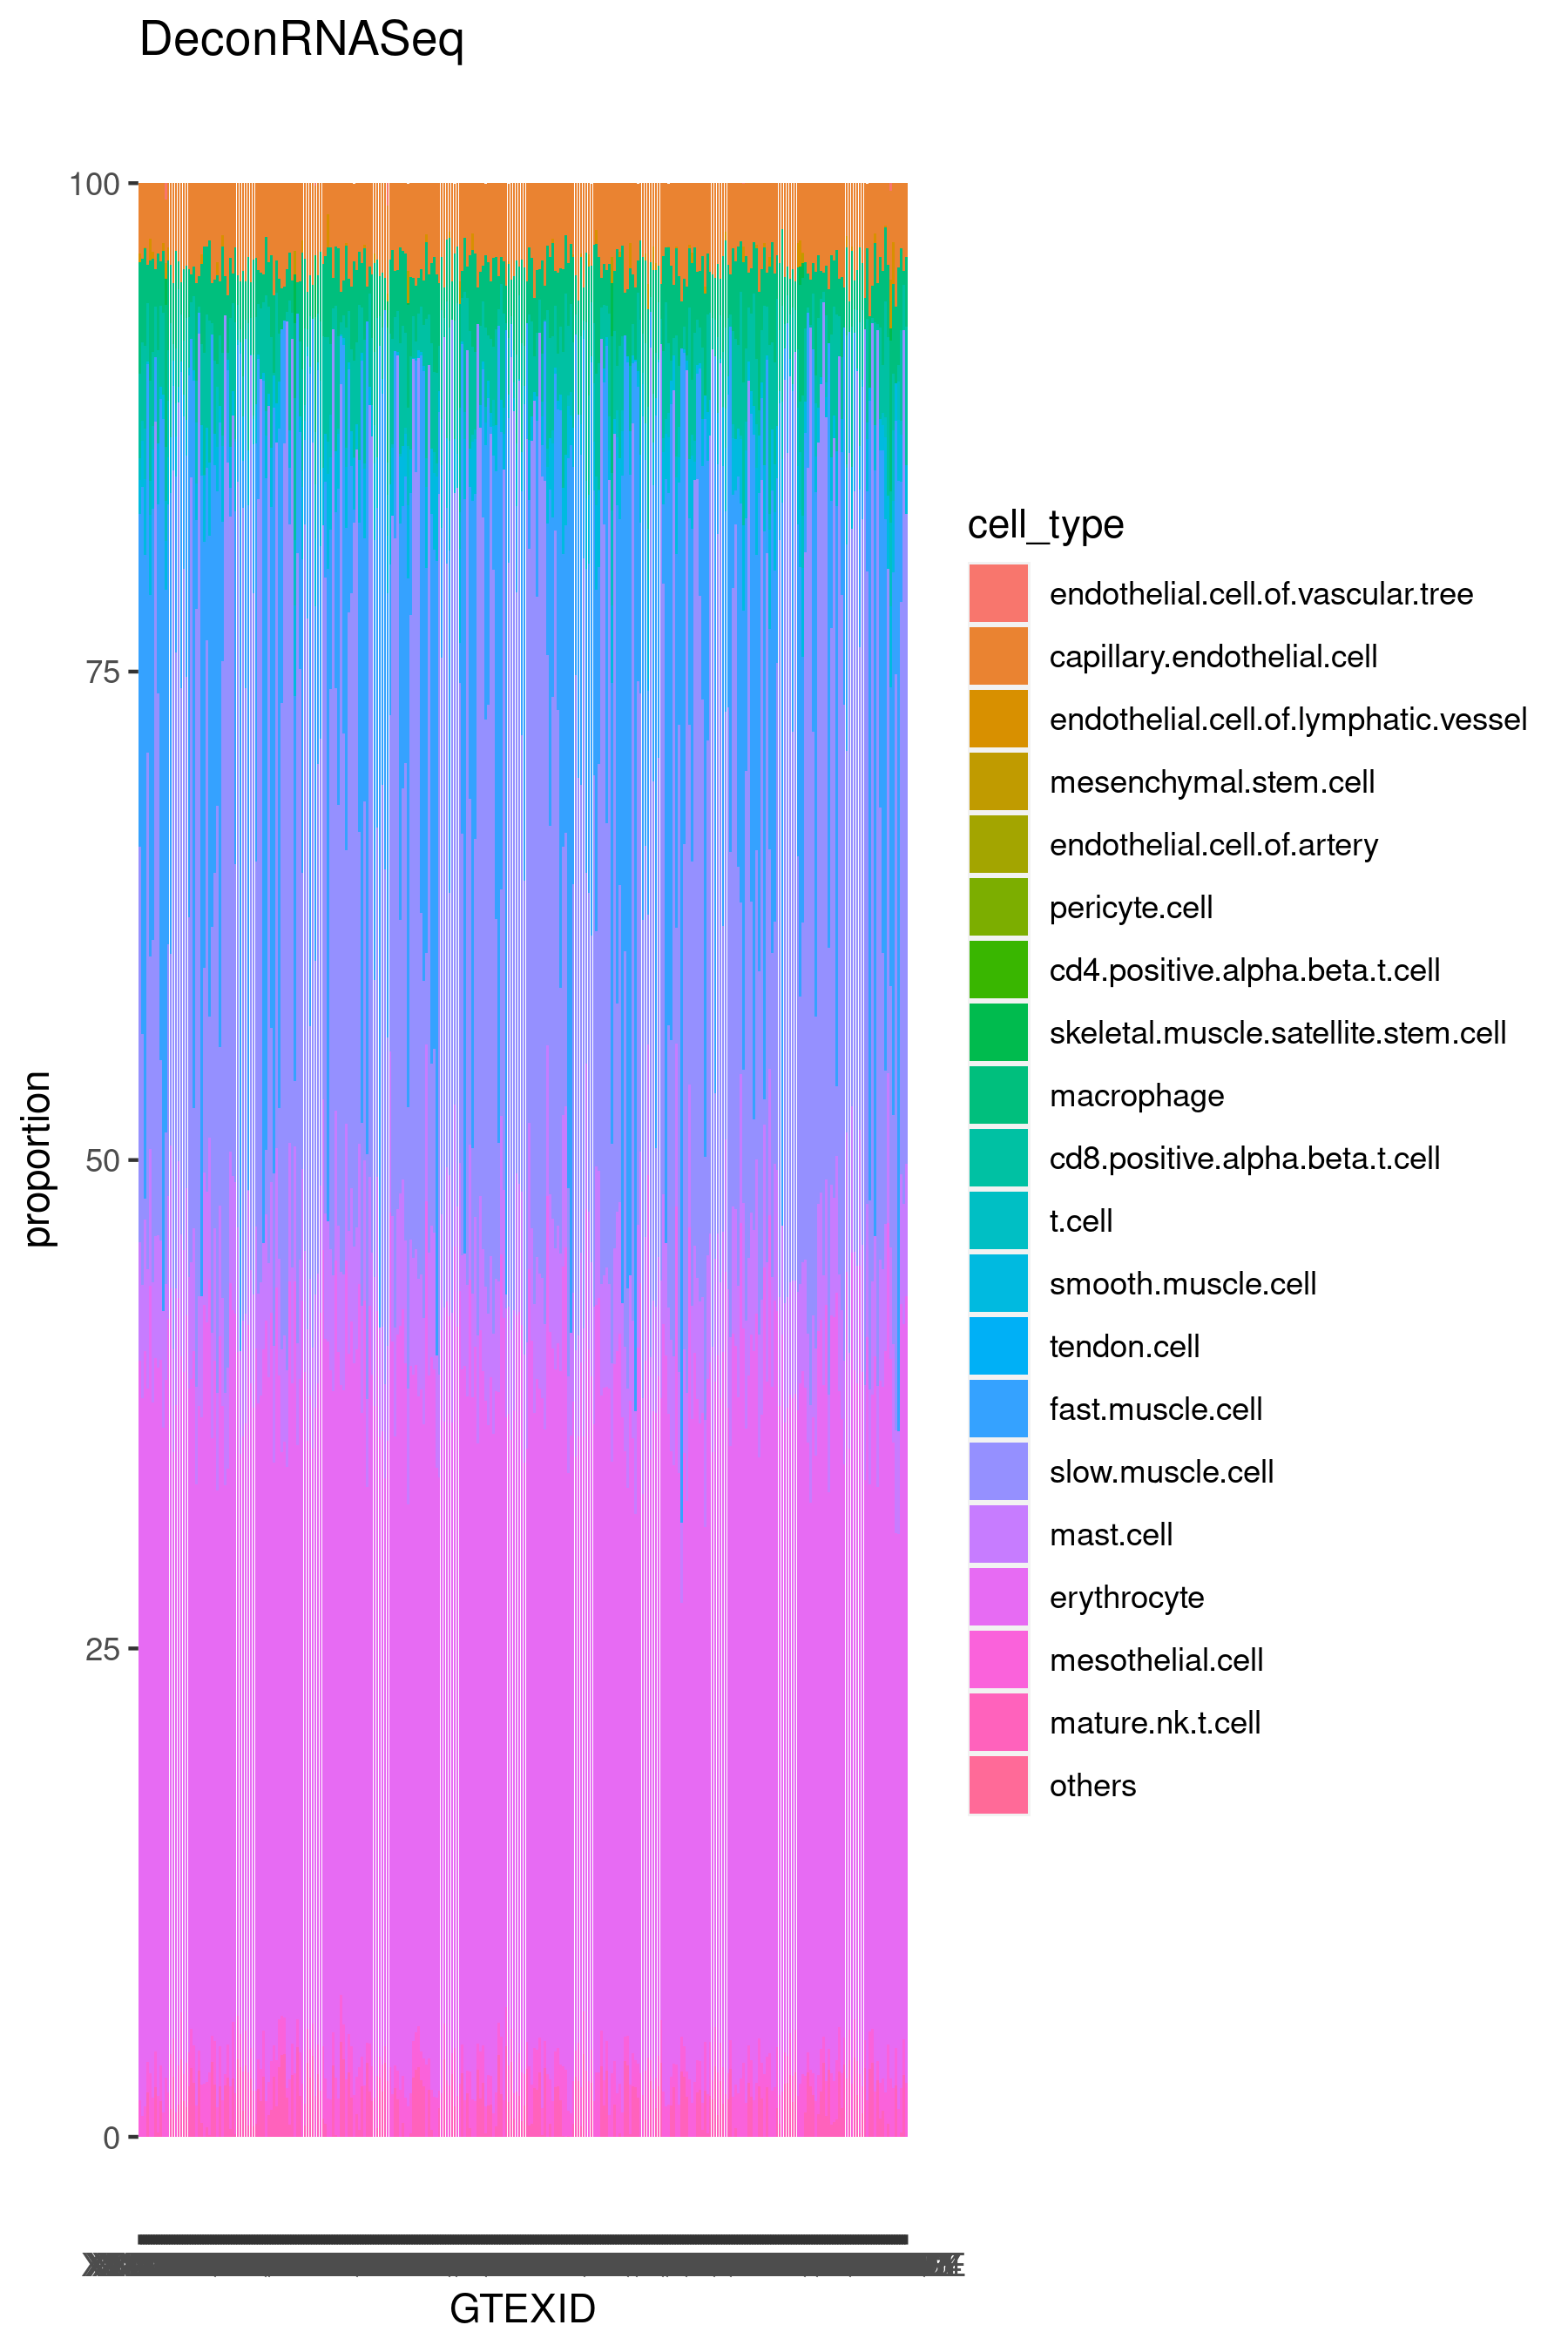 DeconRNASeq
100
75
50
25
0
proportion
GTEXID
cell_type
endothelial.cell.of.vascular.tree
capillary.endothelial.cell
endothelial.cell.of.lymphatic.vessel
mesenchymal.stem.cell
endothelial.cell.of.artery
pericyte.cell
cd4.positive.alpha.beta.t.cell
skeletal.muscle.satellite.stem.cell
macrophage
cd8.positive.alpha.beta.t.cell
t.cell
smooth.muscle.cell
tendon.cell
fast.muscle.cell
slow.muscle.cell
mast.cell
erythrocyte
mesothelial.cell
mature.nk.t.cell
others